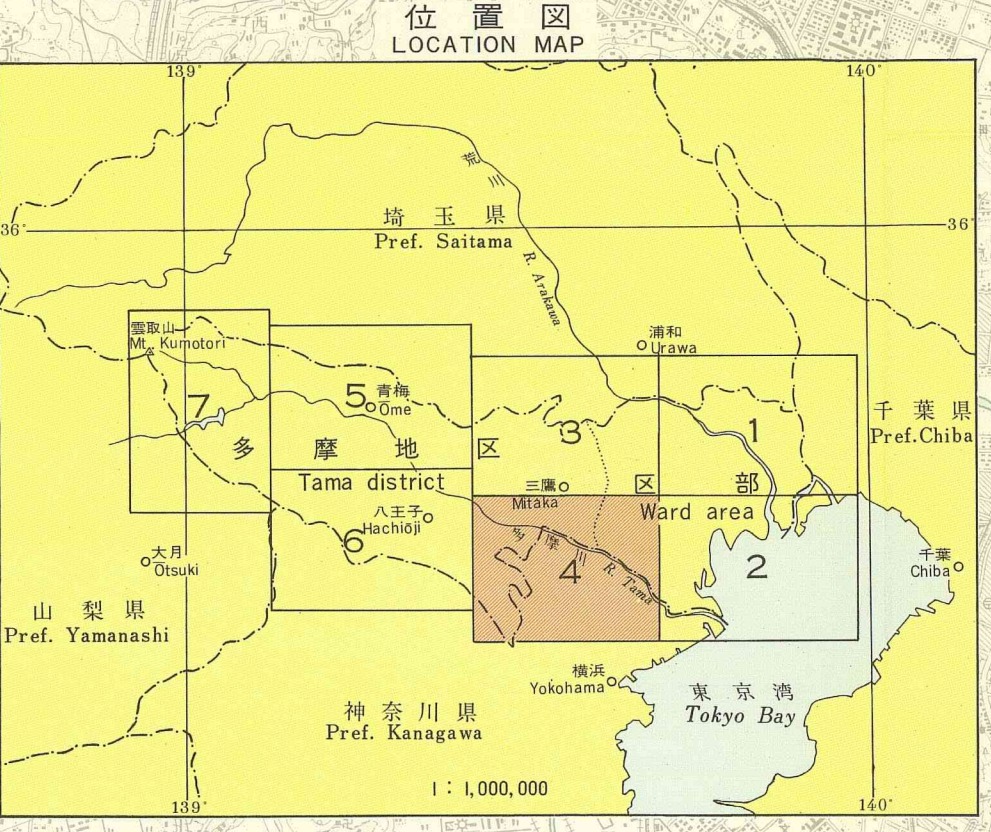 位置図
LOCATION MAP
139°
140°
荒川
埼玉県
Pref. Saitama
36°
36°
R. Arakawa
雲取山
Mt. Kumotori
浦和
Urawa
5
青梅
Ōme
7
3
1
千葉県
Pref. Chiba
多摩地区
区部
Tama district
三鷹
Mitaka
Ward area
八王子
Hachiōji
6
多摩川
R. Tama
4
2
千葉
Chiba
大月
Ōtsuki
山梨県
Pref. Yamanashi
横浜
Yokohama
東京湾
Tokyo Bay
神奈川県
Pref. Kanagawa
1:1,000,000
139°
140°